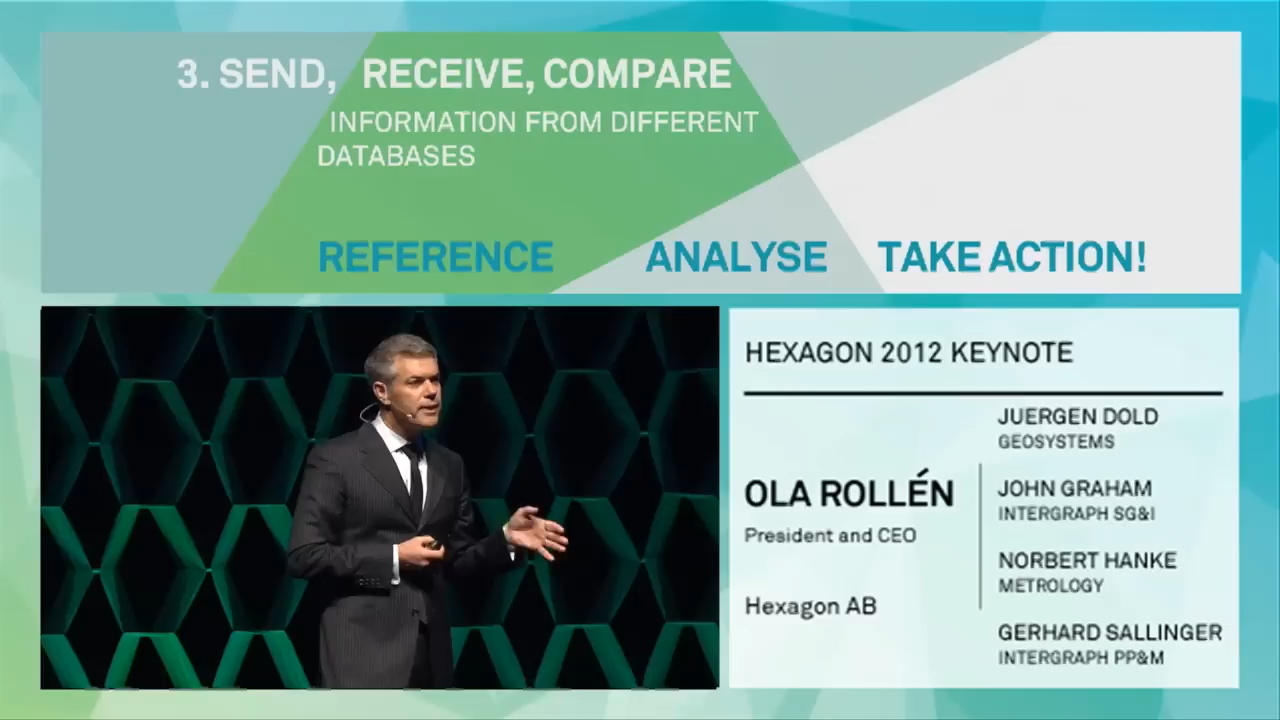 3. SEND, RECEIVE, COMPARE
INFORMATION FROM DIFFERENT
DATABASES
REFERENCE ANALYSE TAKE ACTION!
HEXAGON 2012 KEYNOTE
OLA ROLLÉN
President and CEO
Hexagon AB
JUERGEN DOLD
GEOSYSTEMS
JOHN GRAHAM
INTERGRAPH SG&I
NORBERT HANKE
METROLOGY
GERHARD SALLINGER
INTERGRAPH PP&M